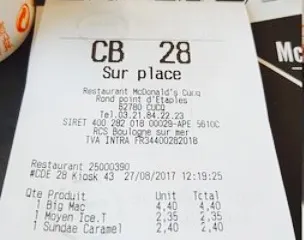 CB 28
Sur place
Restaurant McDonald's Cucq
Rond point d'Etaples
62780 CUCQ
Tel.03.21.84.22.23
SIRET 400 282 018 00029-APE 5610C
RCS Boulogne sur mer
TVA INTRA FR34400282018
Restaurant 25000390
#CDE 28 Kiosk 43 27/08/2017 12:19:25
Qte Produit Unit Total
1 Big Mac 4,40 4,40
1 Moyen Ice.T 2,35 2,35
1 Sundae Caramel 2,40 2,40
Mc